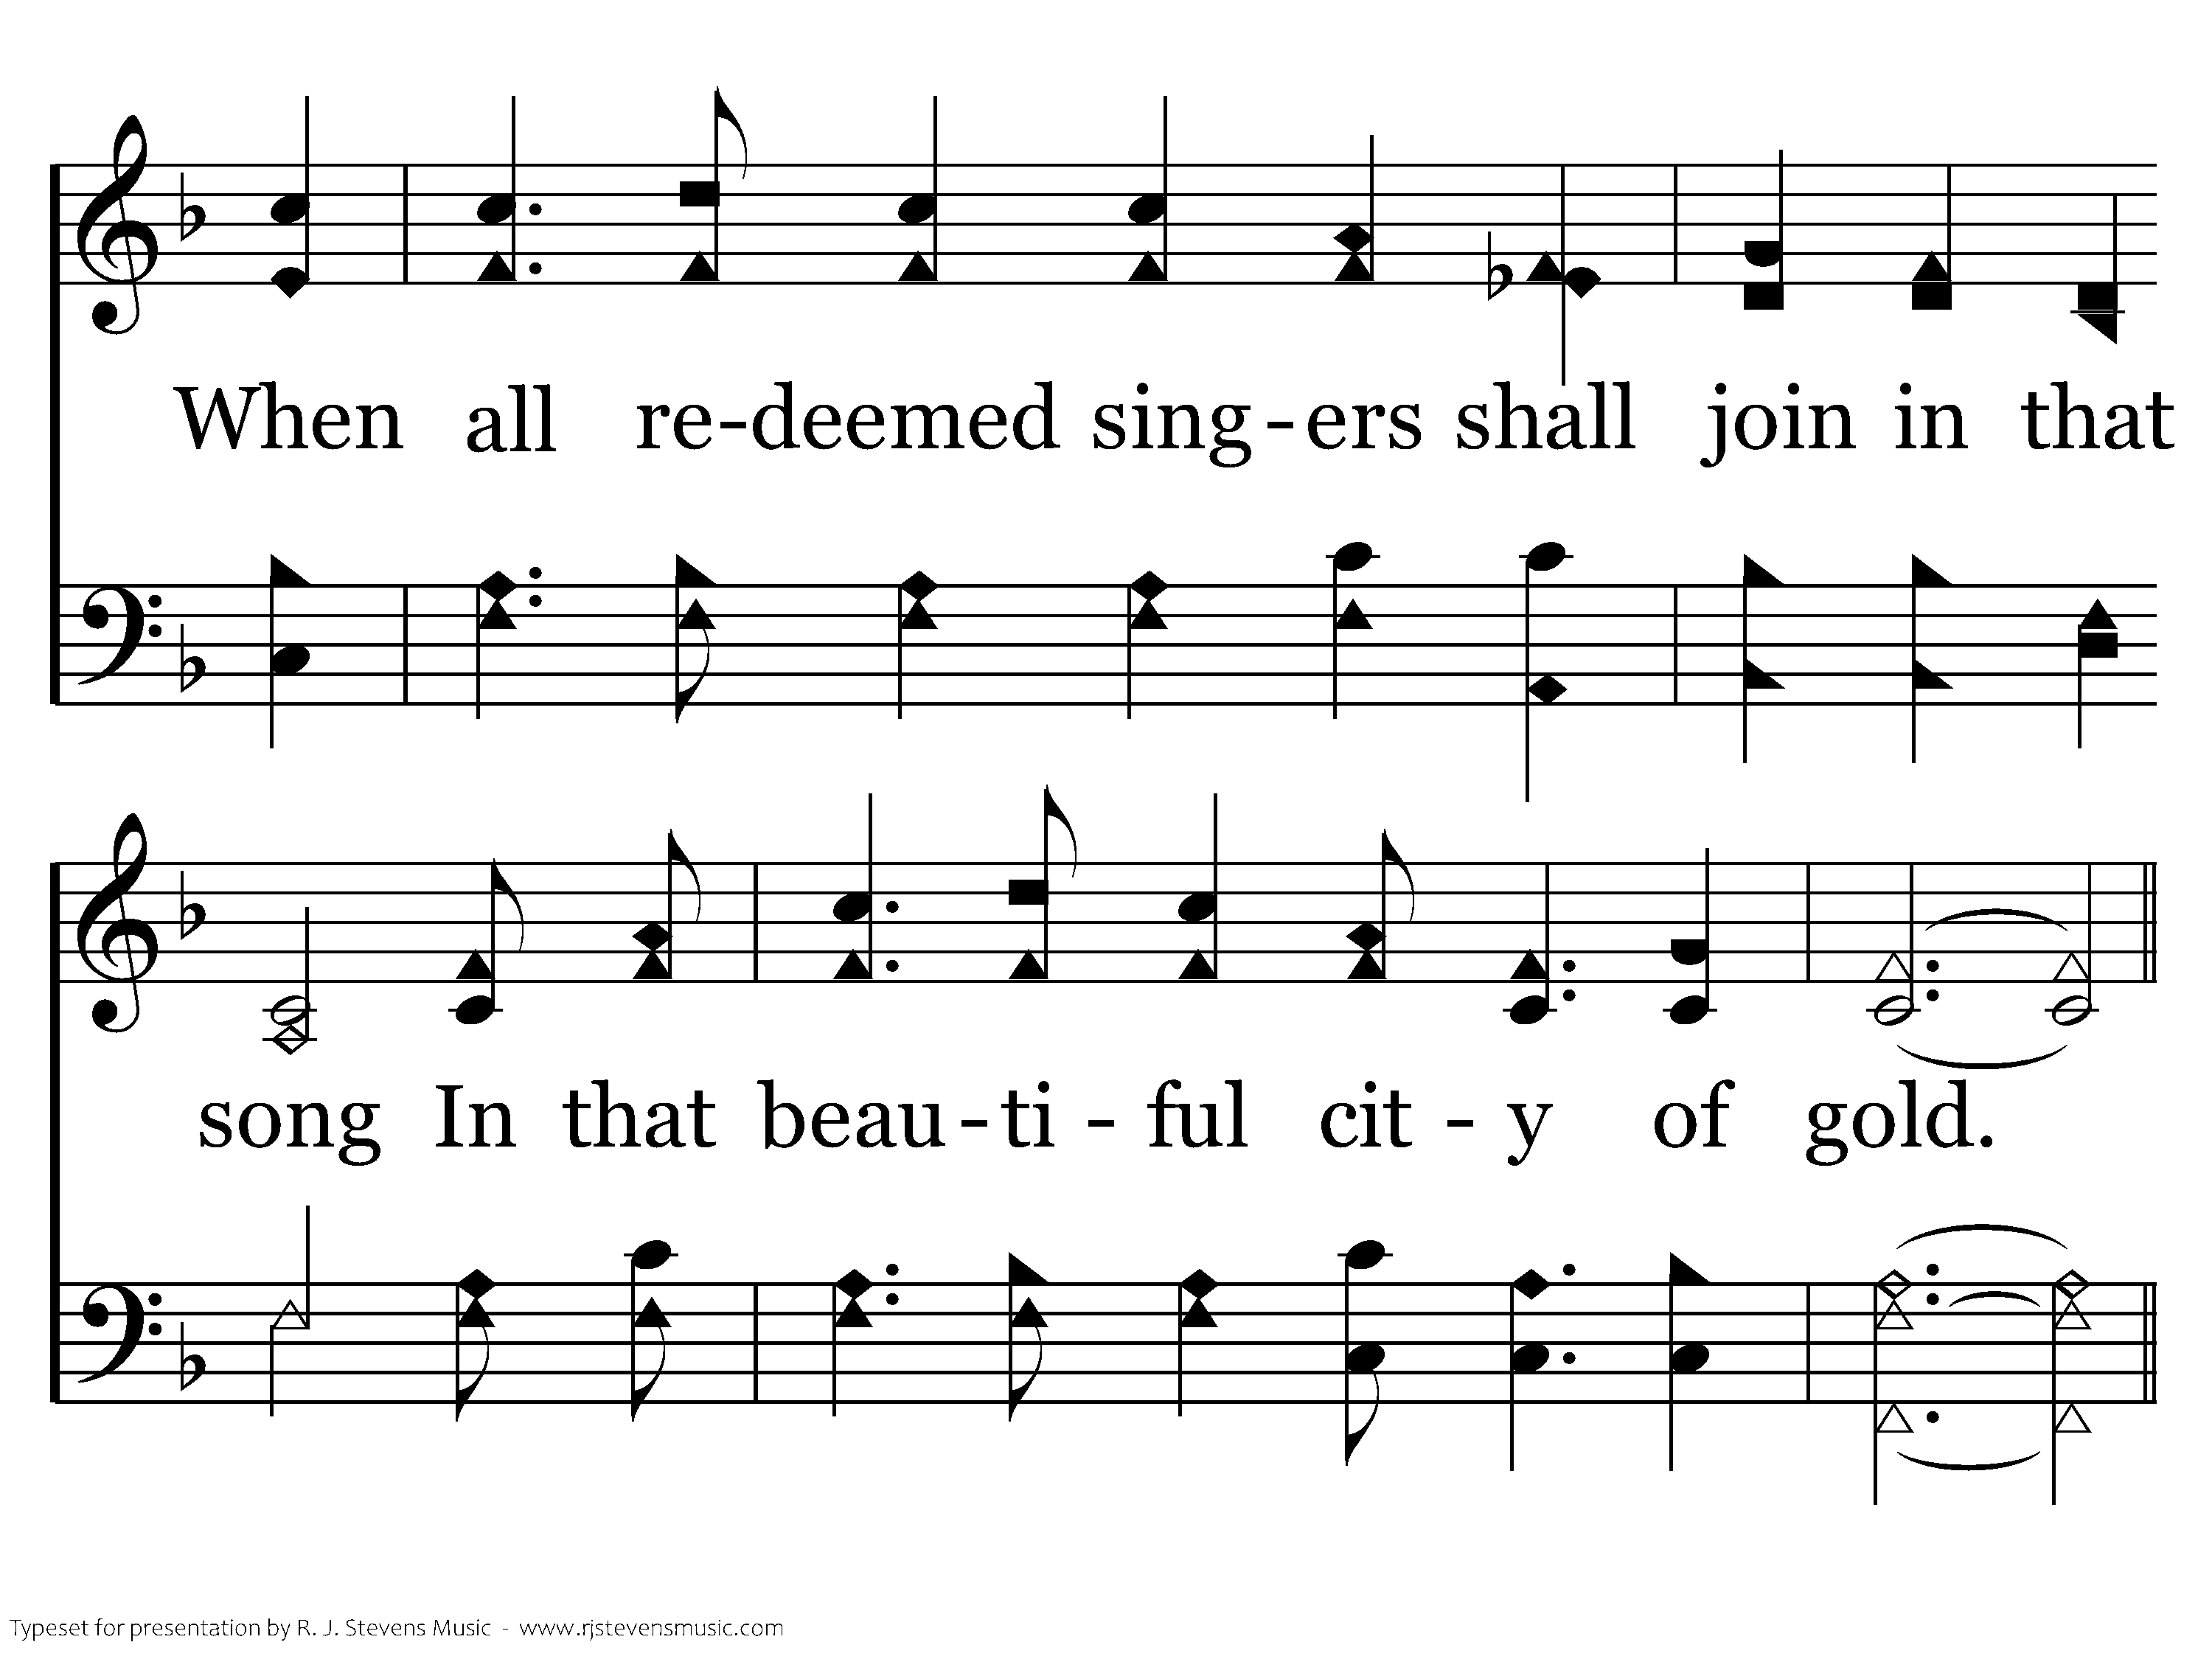 When all re-deemed sing-ers shall join in that
song In that beau-ti-ful cit-y of gold.
Typeset for presentation by R. J. Stevens Music - www.rjstevensmusic.com